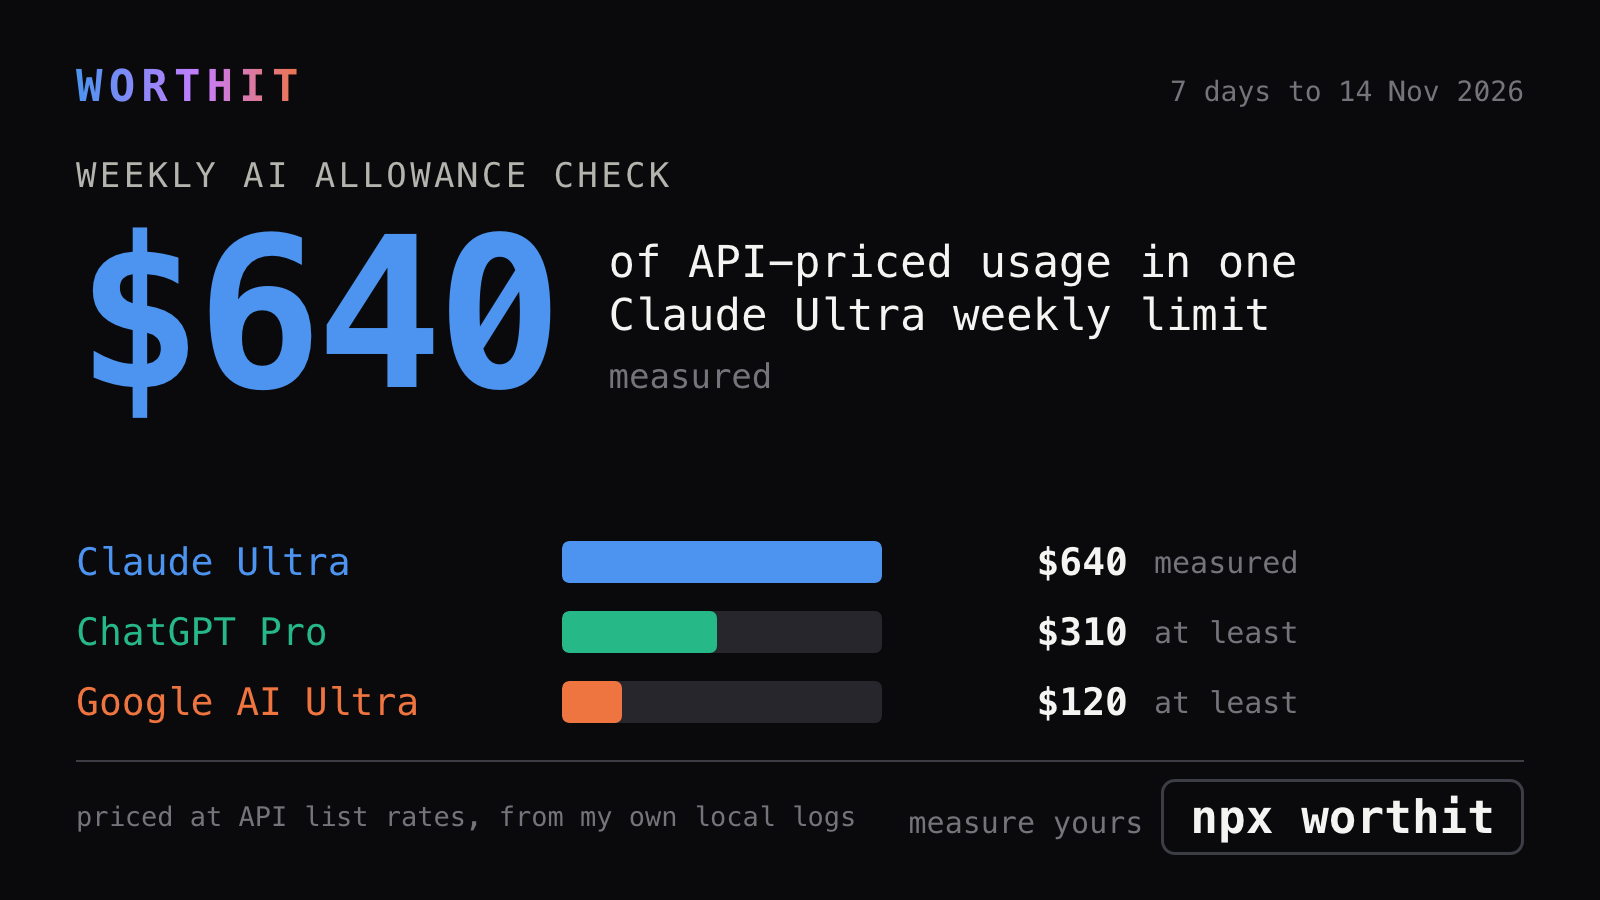 WORTHIT
7 days to 14 Nov 2026
WEEKLY AI ALLOWANCE CHECK
$640
of API-priced usage in one
Claude Ultra weekly limit
measured
Claude Ultra $640 measured
ChatGPT Pro $310 at least
Google AI Ultra $120 at least
priced at API list rates, from my own local logs
measure yours
npx worthit